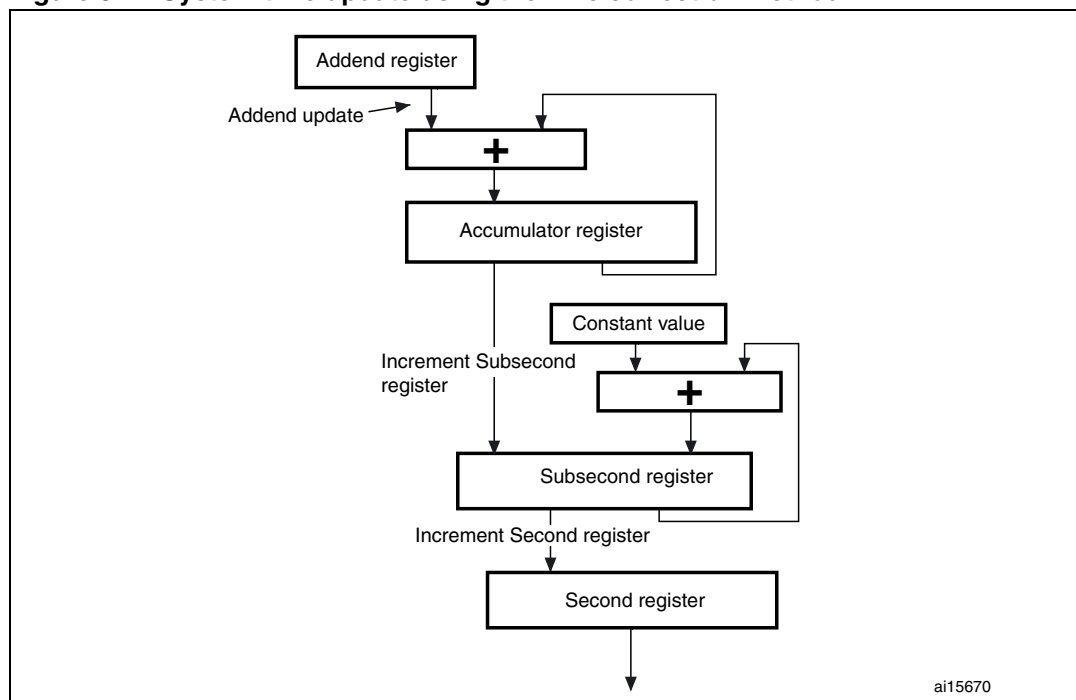 Addend register
Addend update
+
Accumulator register
Constant value
Increment Subsecond
register
+
Subsecond register
Increment Second register
Second register
ai15670